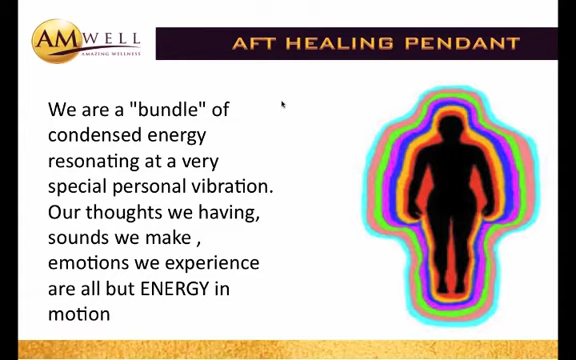 AMWELL
AMAZING WELLNESS
AFT HEALING PENDANT
We are a "bundle" of
condensed energy
resonating at a very
special personal vibration.
Our thoughts we having,
sounds we make ,
emotions we experience
are all but ENERGY in
motion